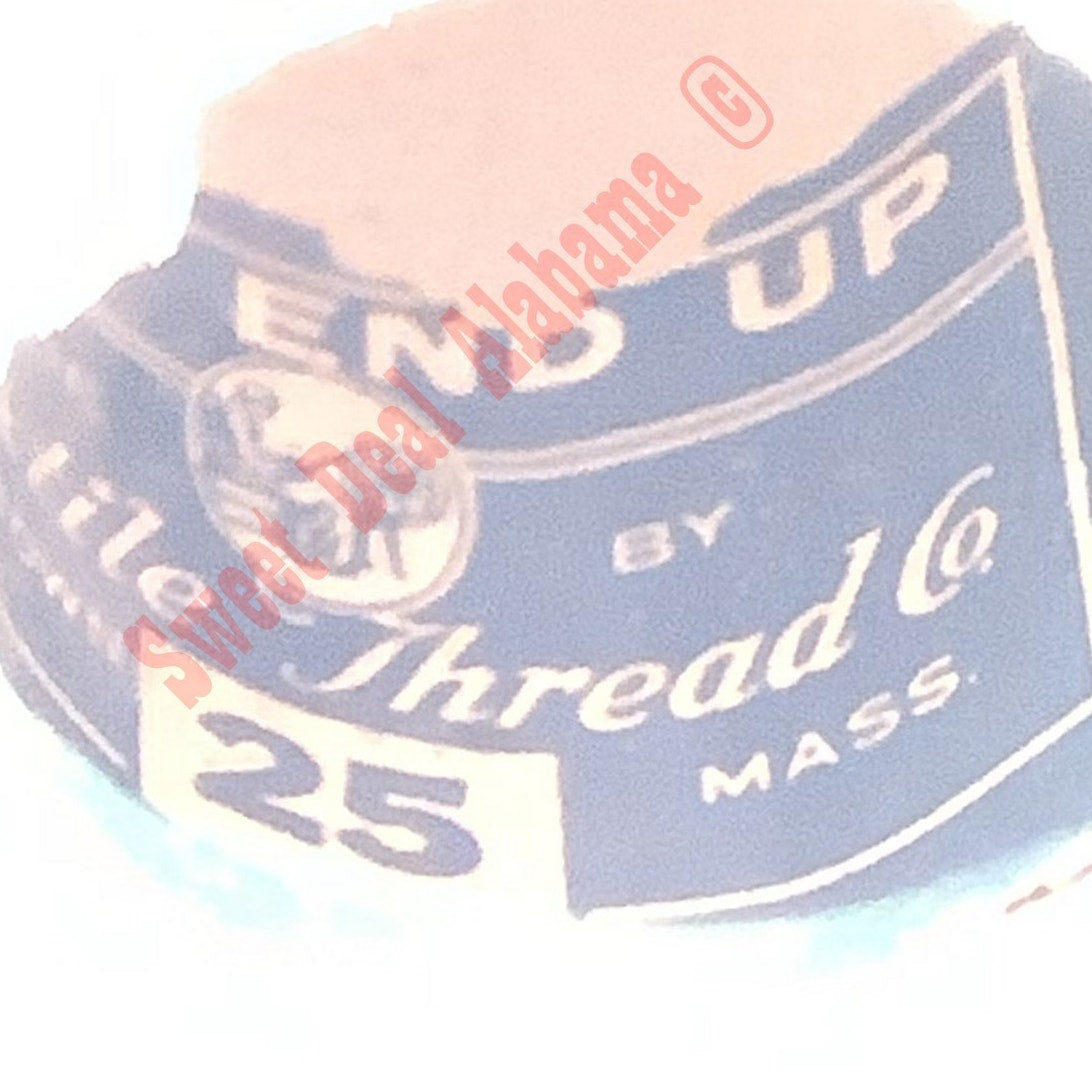 END UP
BY
Thread Co.
MASS.
25
Sweet Deal Alabama ©